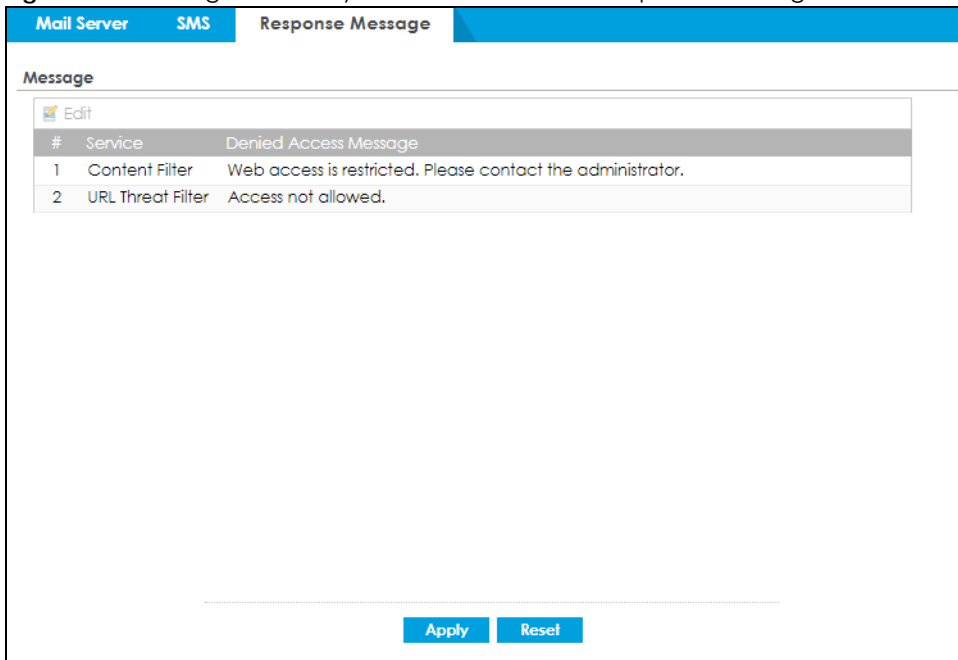 Mail Server SMS Response Message
Message
Edit
# Service Denied Access Message
1 Content Filter Web access is restricted. Please contact the administrator.
2 URL Threat Filter Access not allowed.
Apply Reset